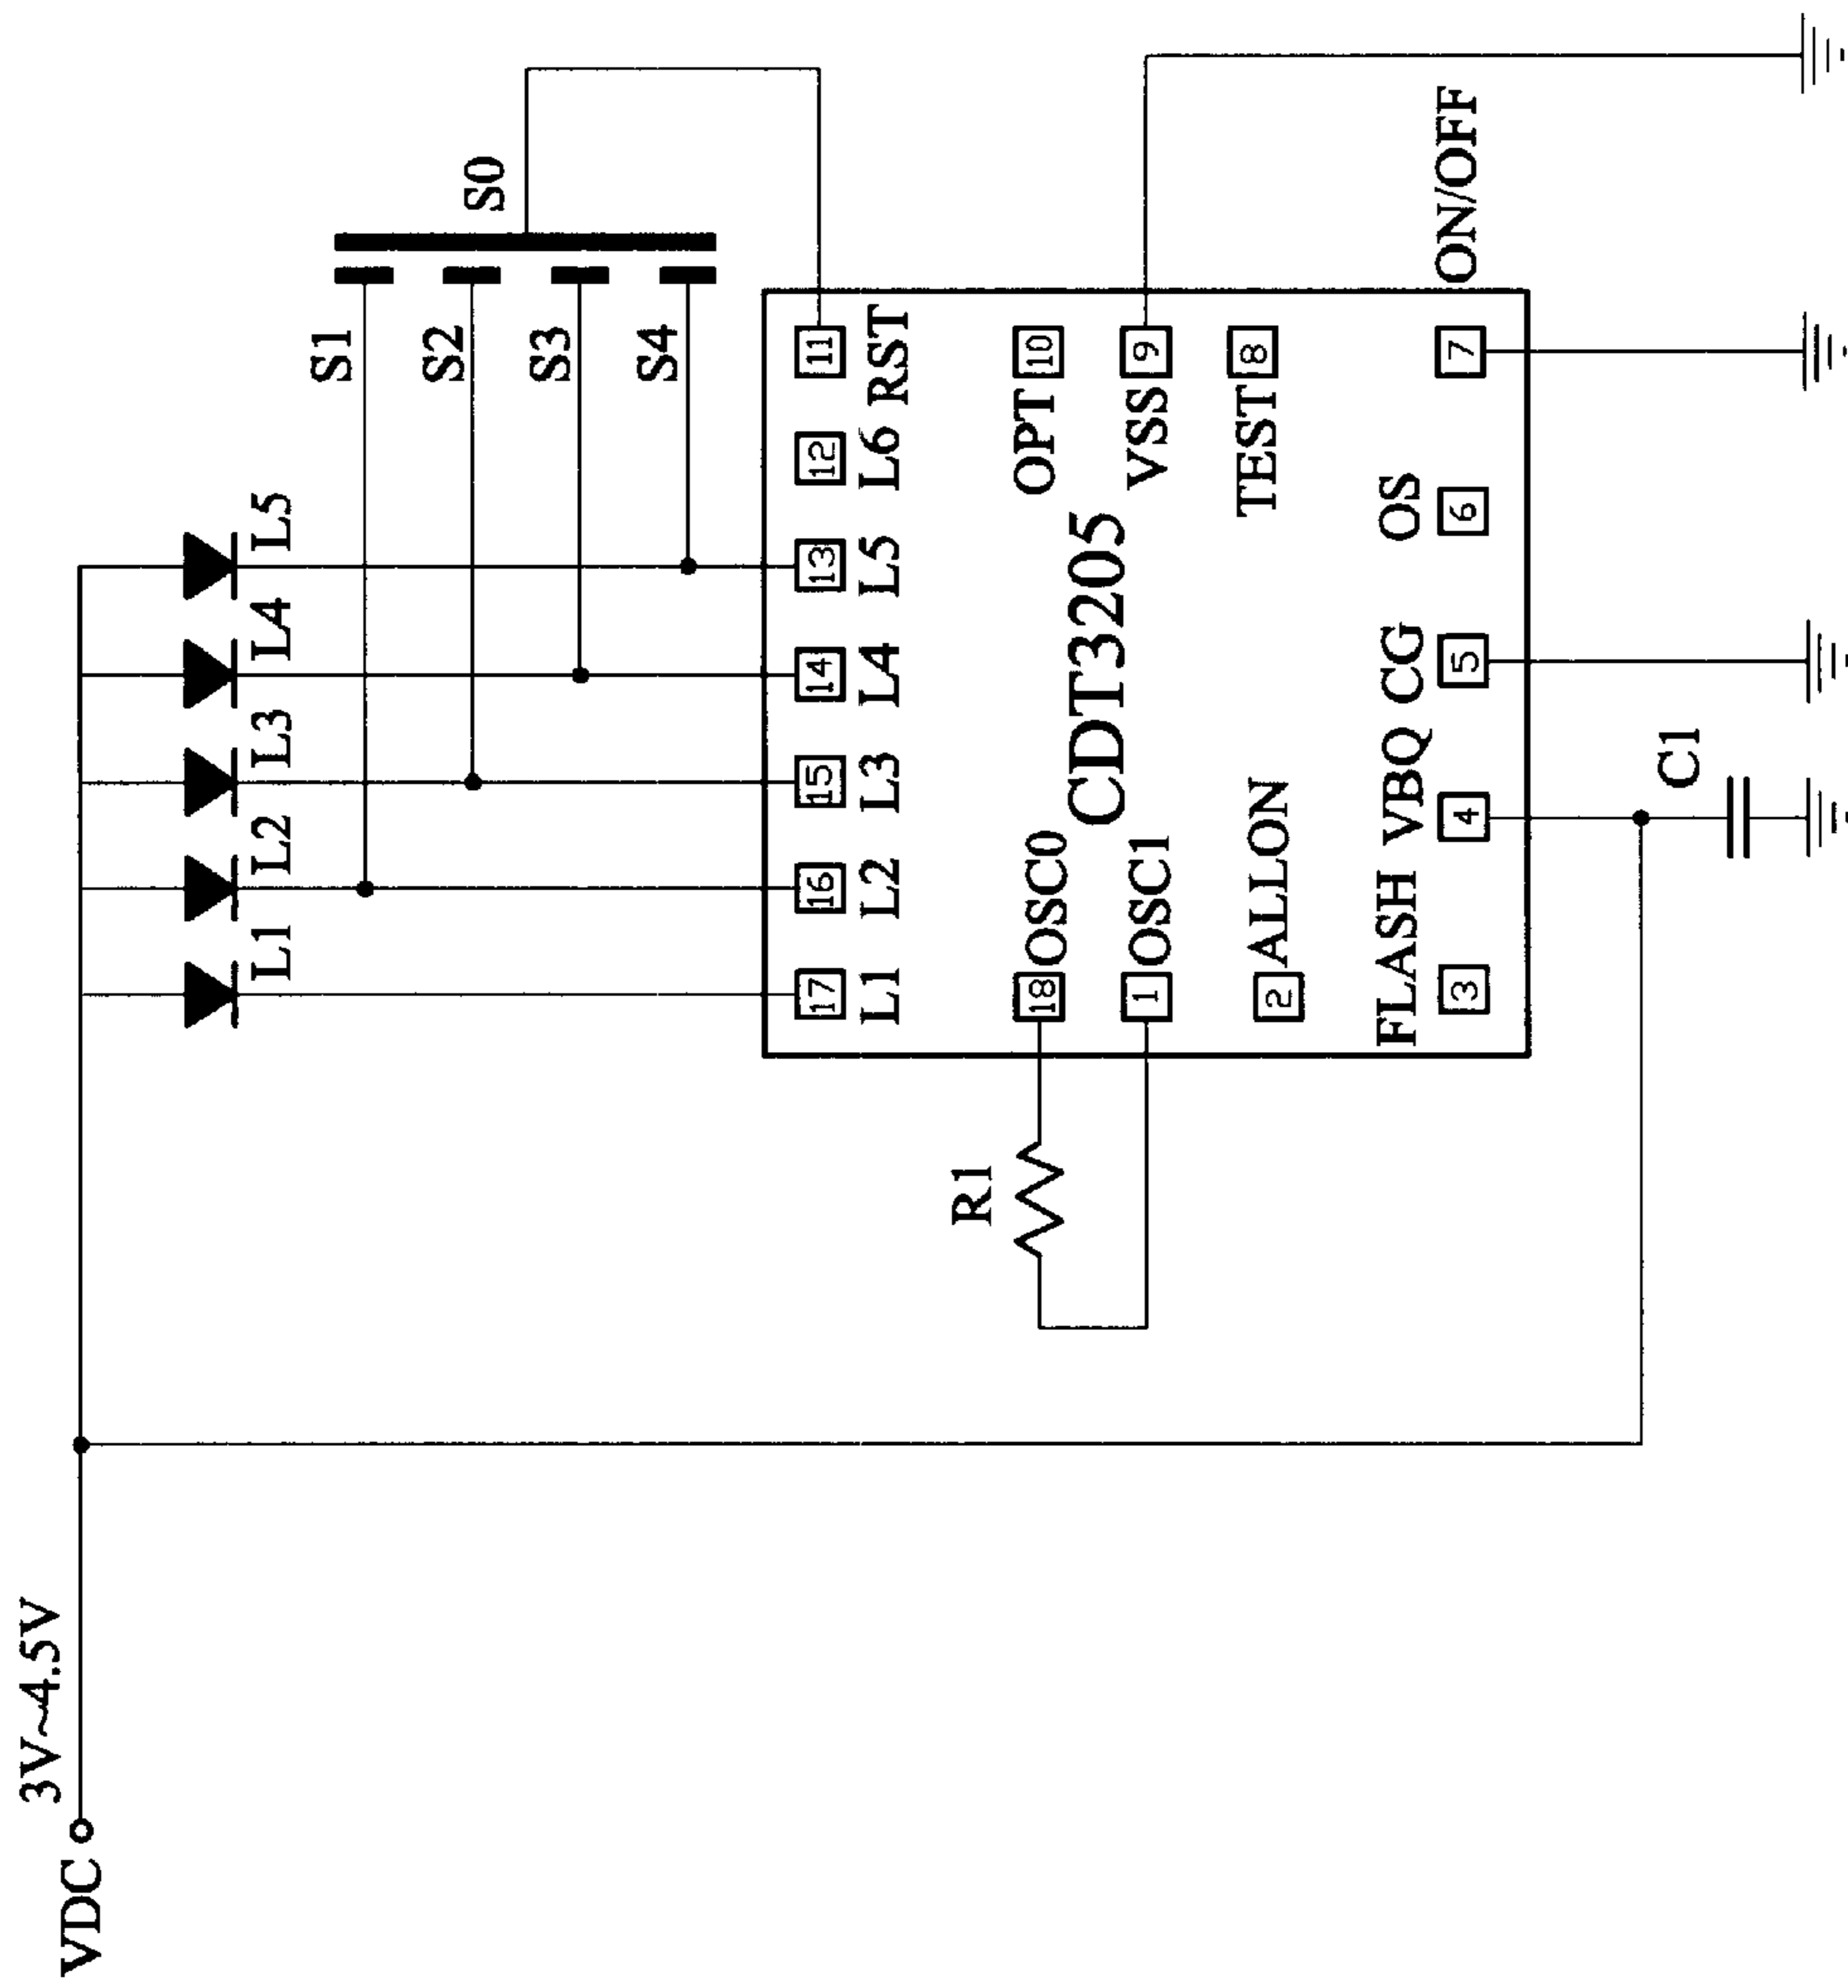 VDC
3V~4.5V
L1
L2
L3
L4
L5
S1
S2
S3
S4
S0
17
16
15
14
13
12
11
L1
L2
L3
L4
L5
L6
RST
R1
18
OSC0
OPT
10
CDT3205
1
OSC1
VSS
9
2
ALLON
TEST
8
FLASH
VBQ
CG
OS
ON/OFF
3
4
5
6
7
C1